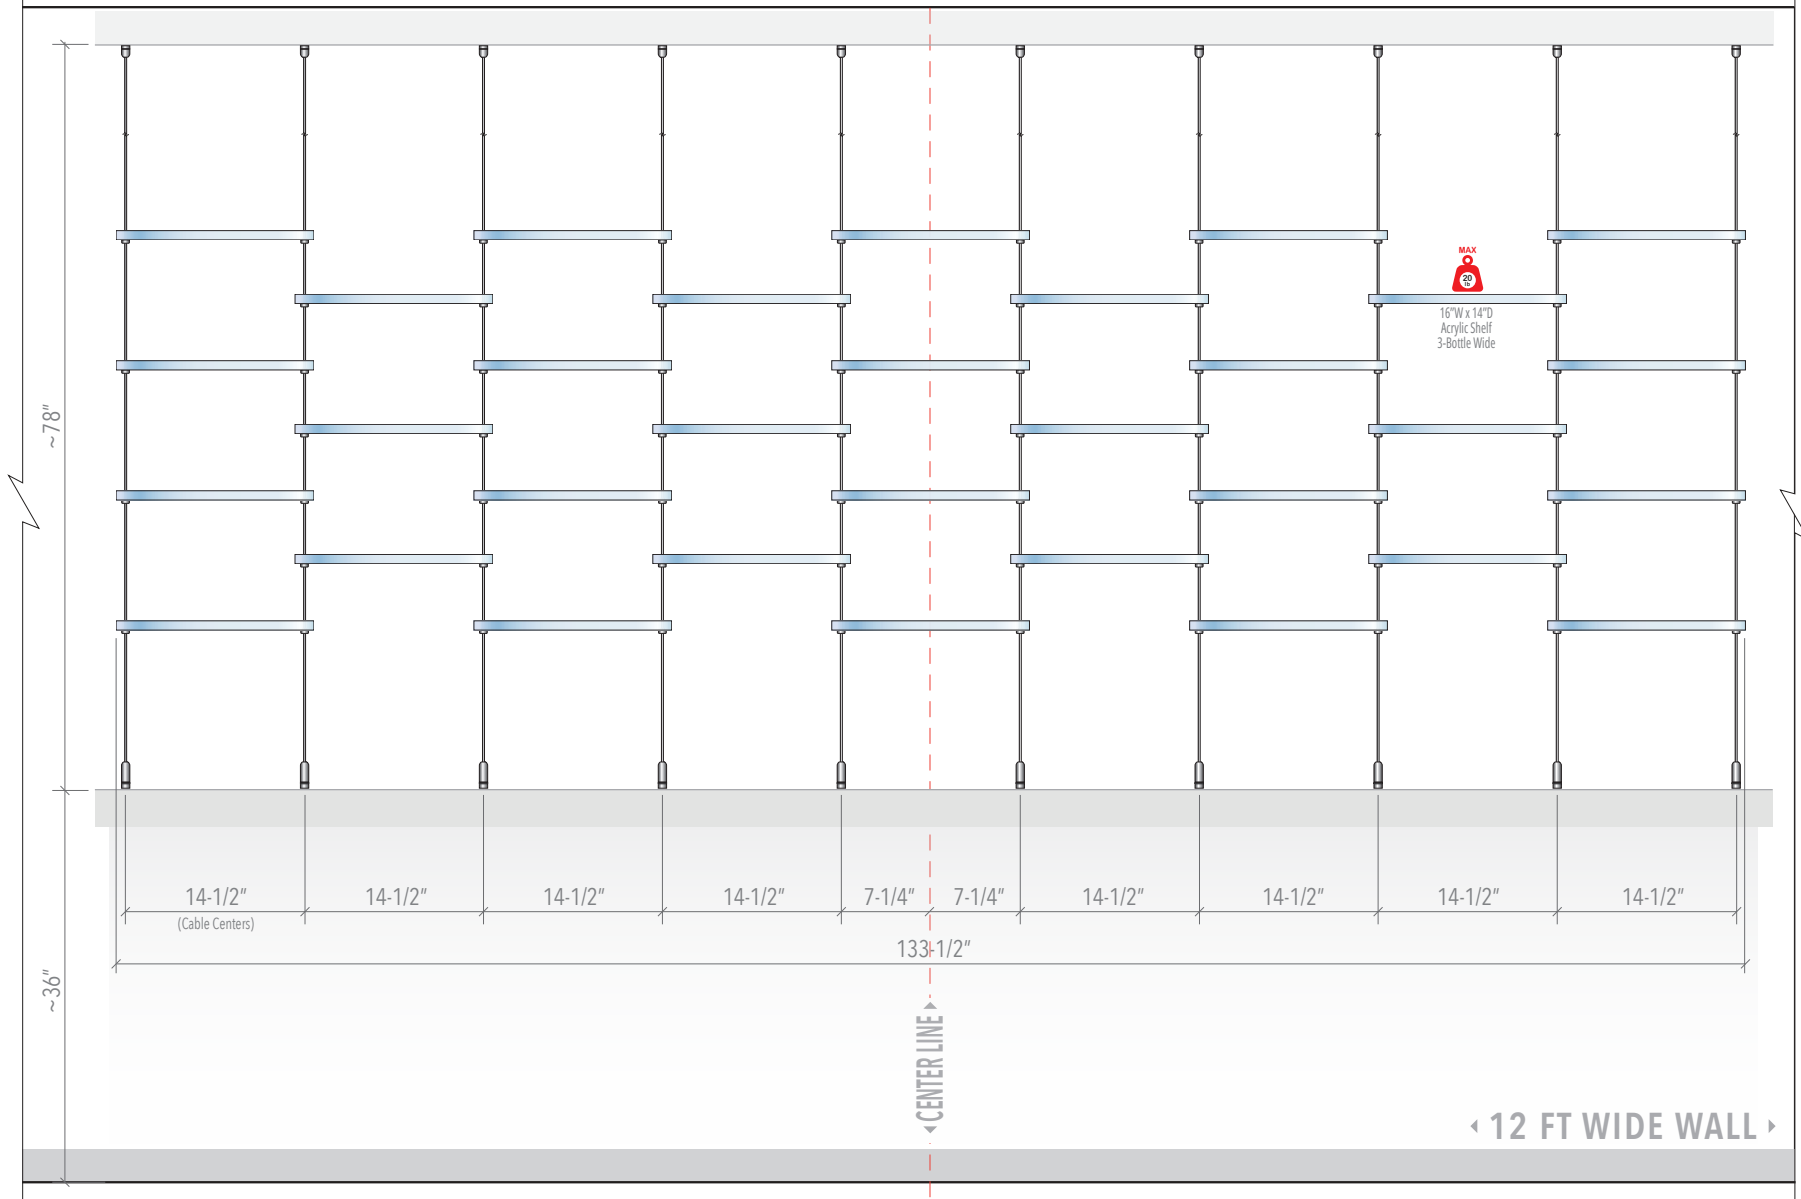 MAX
20
lb
16"W x 14"D
Acrylic Shelf
3-Bottle Wide
~78"
14-1/2" 14-1/2" 14-1/2" 14-1/2" 7-1/4" 7-1/4" 14-1/2" 14-1/2" 14-1/2" 14-1/2"
(Cable Centers)
133-1/2"
~36"
CENTER LINE
12 FT WIDE WALL